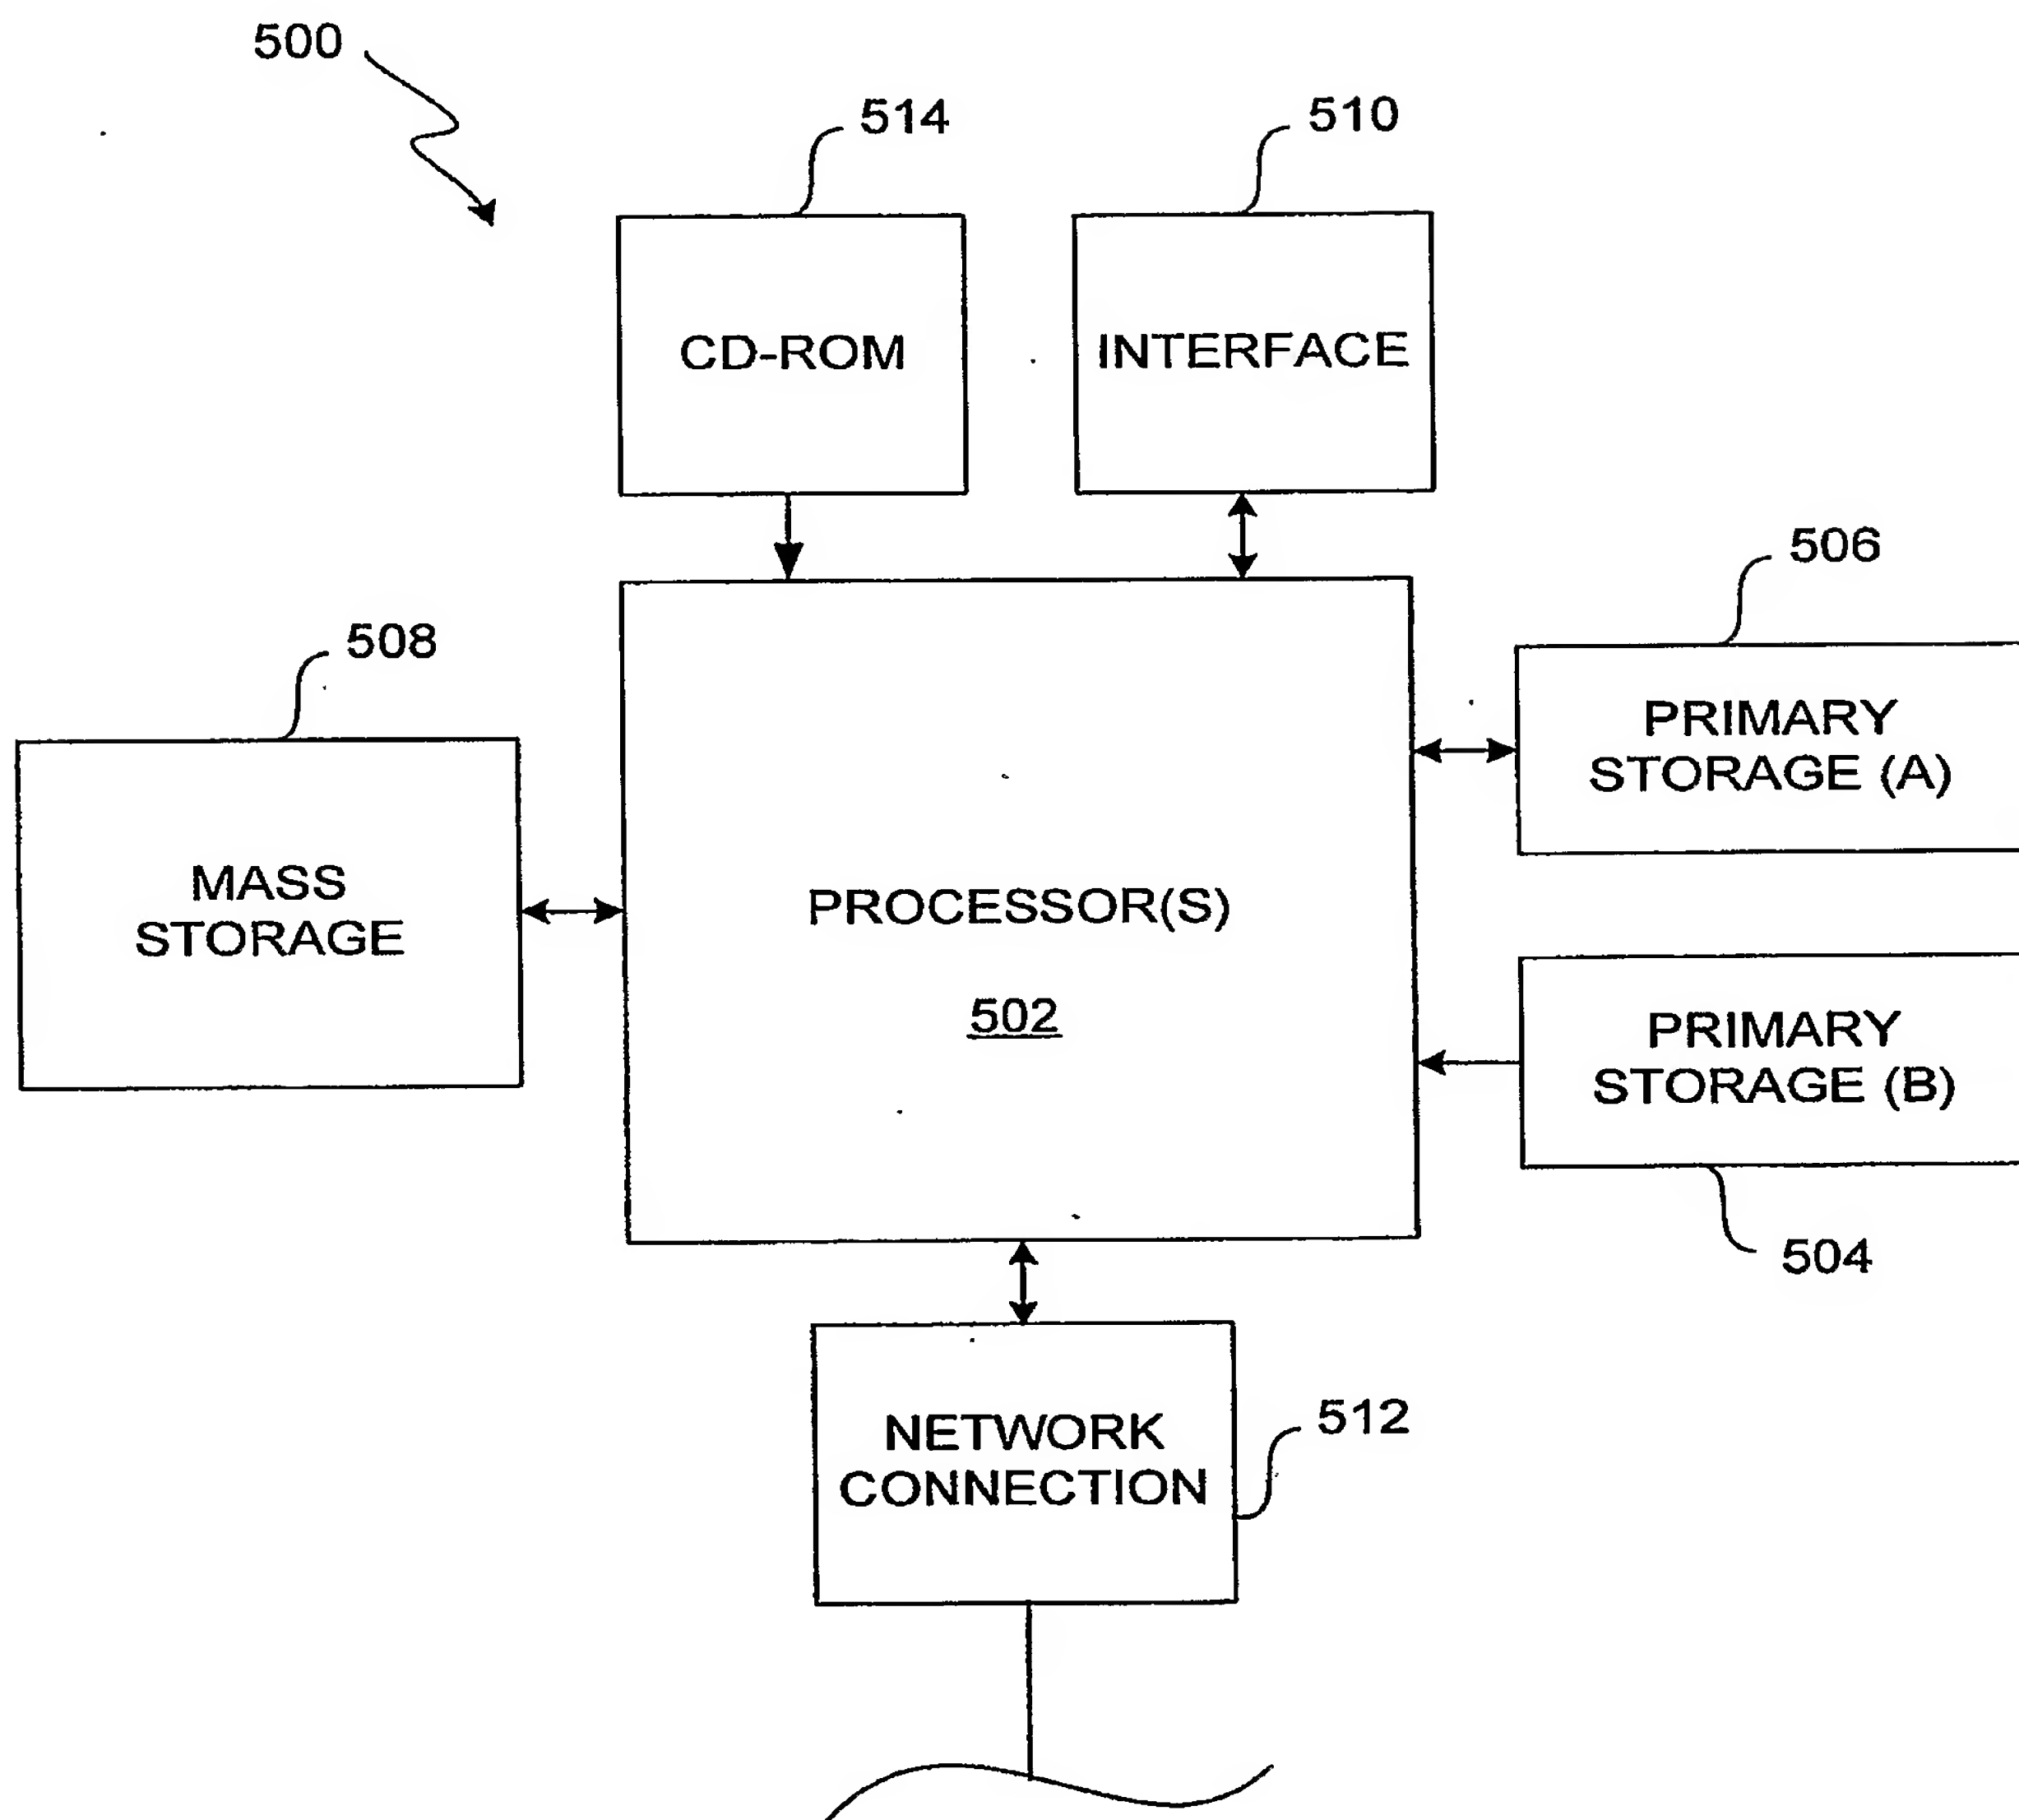 500
514
510
CD-ROM
INTERFACE
506
508
PRIMARY
STORAGE (A)
MASS
STORAGE
PROCESSOR(S)
502
PRIMARY
STORAGE (B)
504
NETWORK
CONNECTION
512